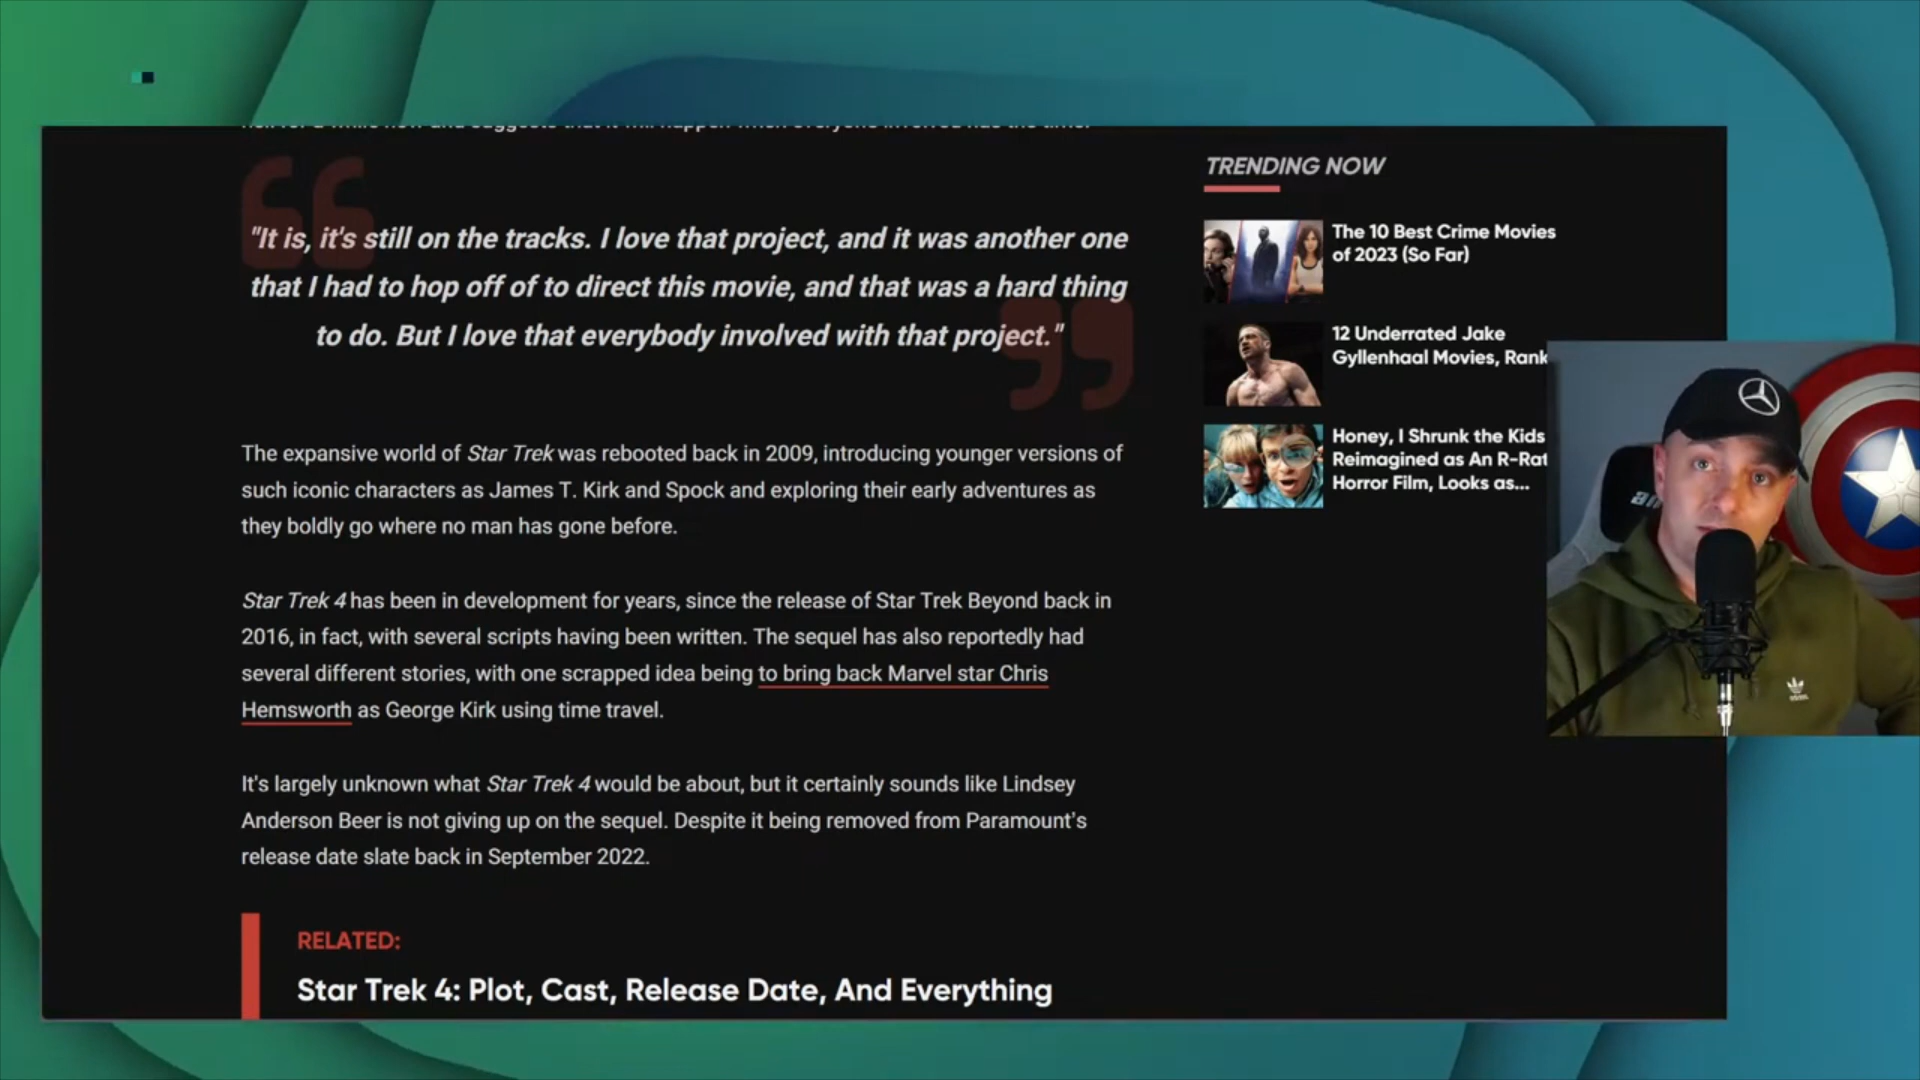 "It is, it's still on the tracks. I love that project, and it was another one
that I had to hop off of to direct this movie, and that was a hard thing
to do. But I love that everybody involved with that project."
The expansive world of Star Trek was rebooted back in 2009, introducing younger versions of
such iconic characters as James T. Kirk and Spock and exploring their early adventures as
they boldly go where no man has gone before.
Star Trek 4 has been in development for years, since the release of Star Trek Beyond back in
2016, in fact, with several scripts having been written. The sequel has also reportedly had
several different stories, with one scrapped idea being to bring back Marvel star Chris
Hemsworth as George Kirk using time travel.
It's largely unknown what Star Trek 4 would be about, but it certainly sounds like Lindsey
Anderson Beer is not giving up on the sequel. Despite it being removed from Paramount's
release date slate back in September 2022.
RELATED:
Star Trek 4: Plot, Cast, Release Date, And Everything
TRENDING NOW
The 10 Best Crime Movies
of 2023 (So Far)
12 Underrated Jake
Gyllenhaal Movies, Rank
Honey, I Shrunk the Kids
Reimagined as An R-Rat
Horror Film, Looks as...